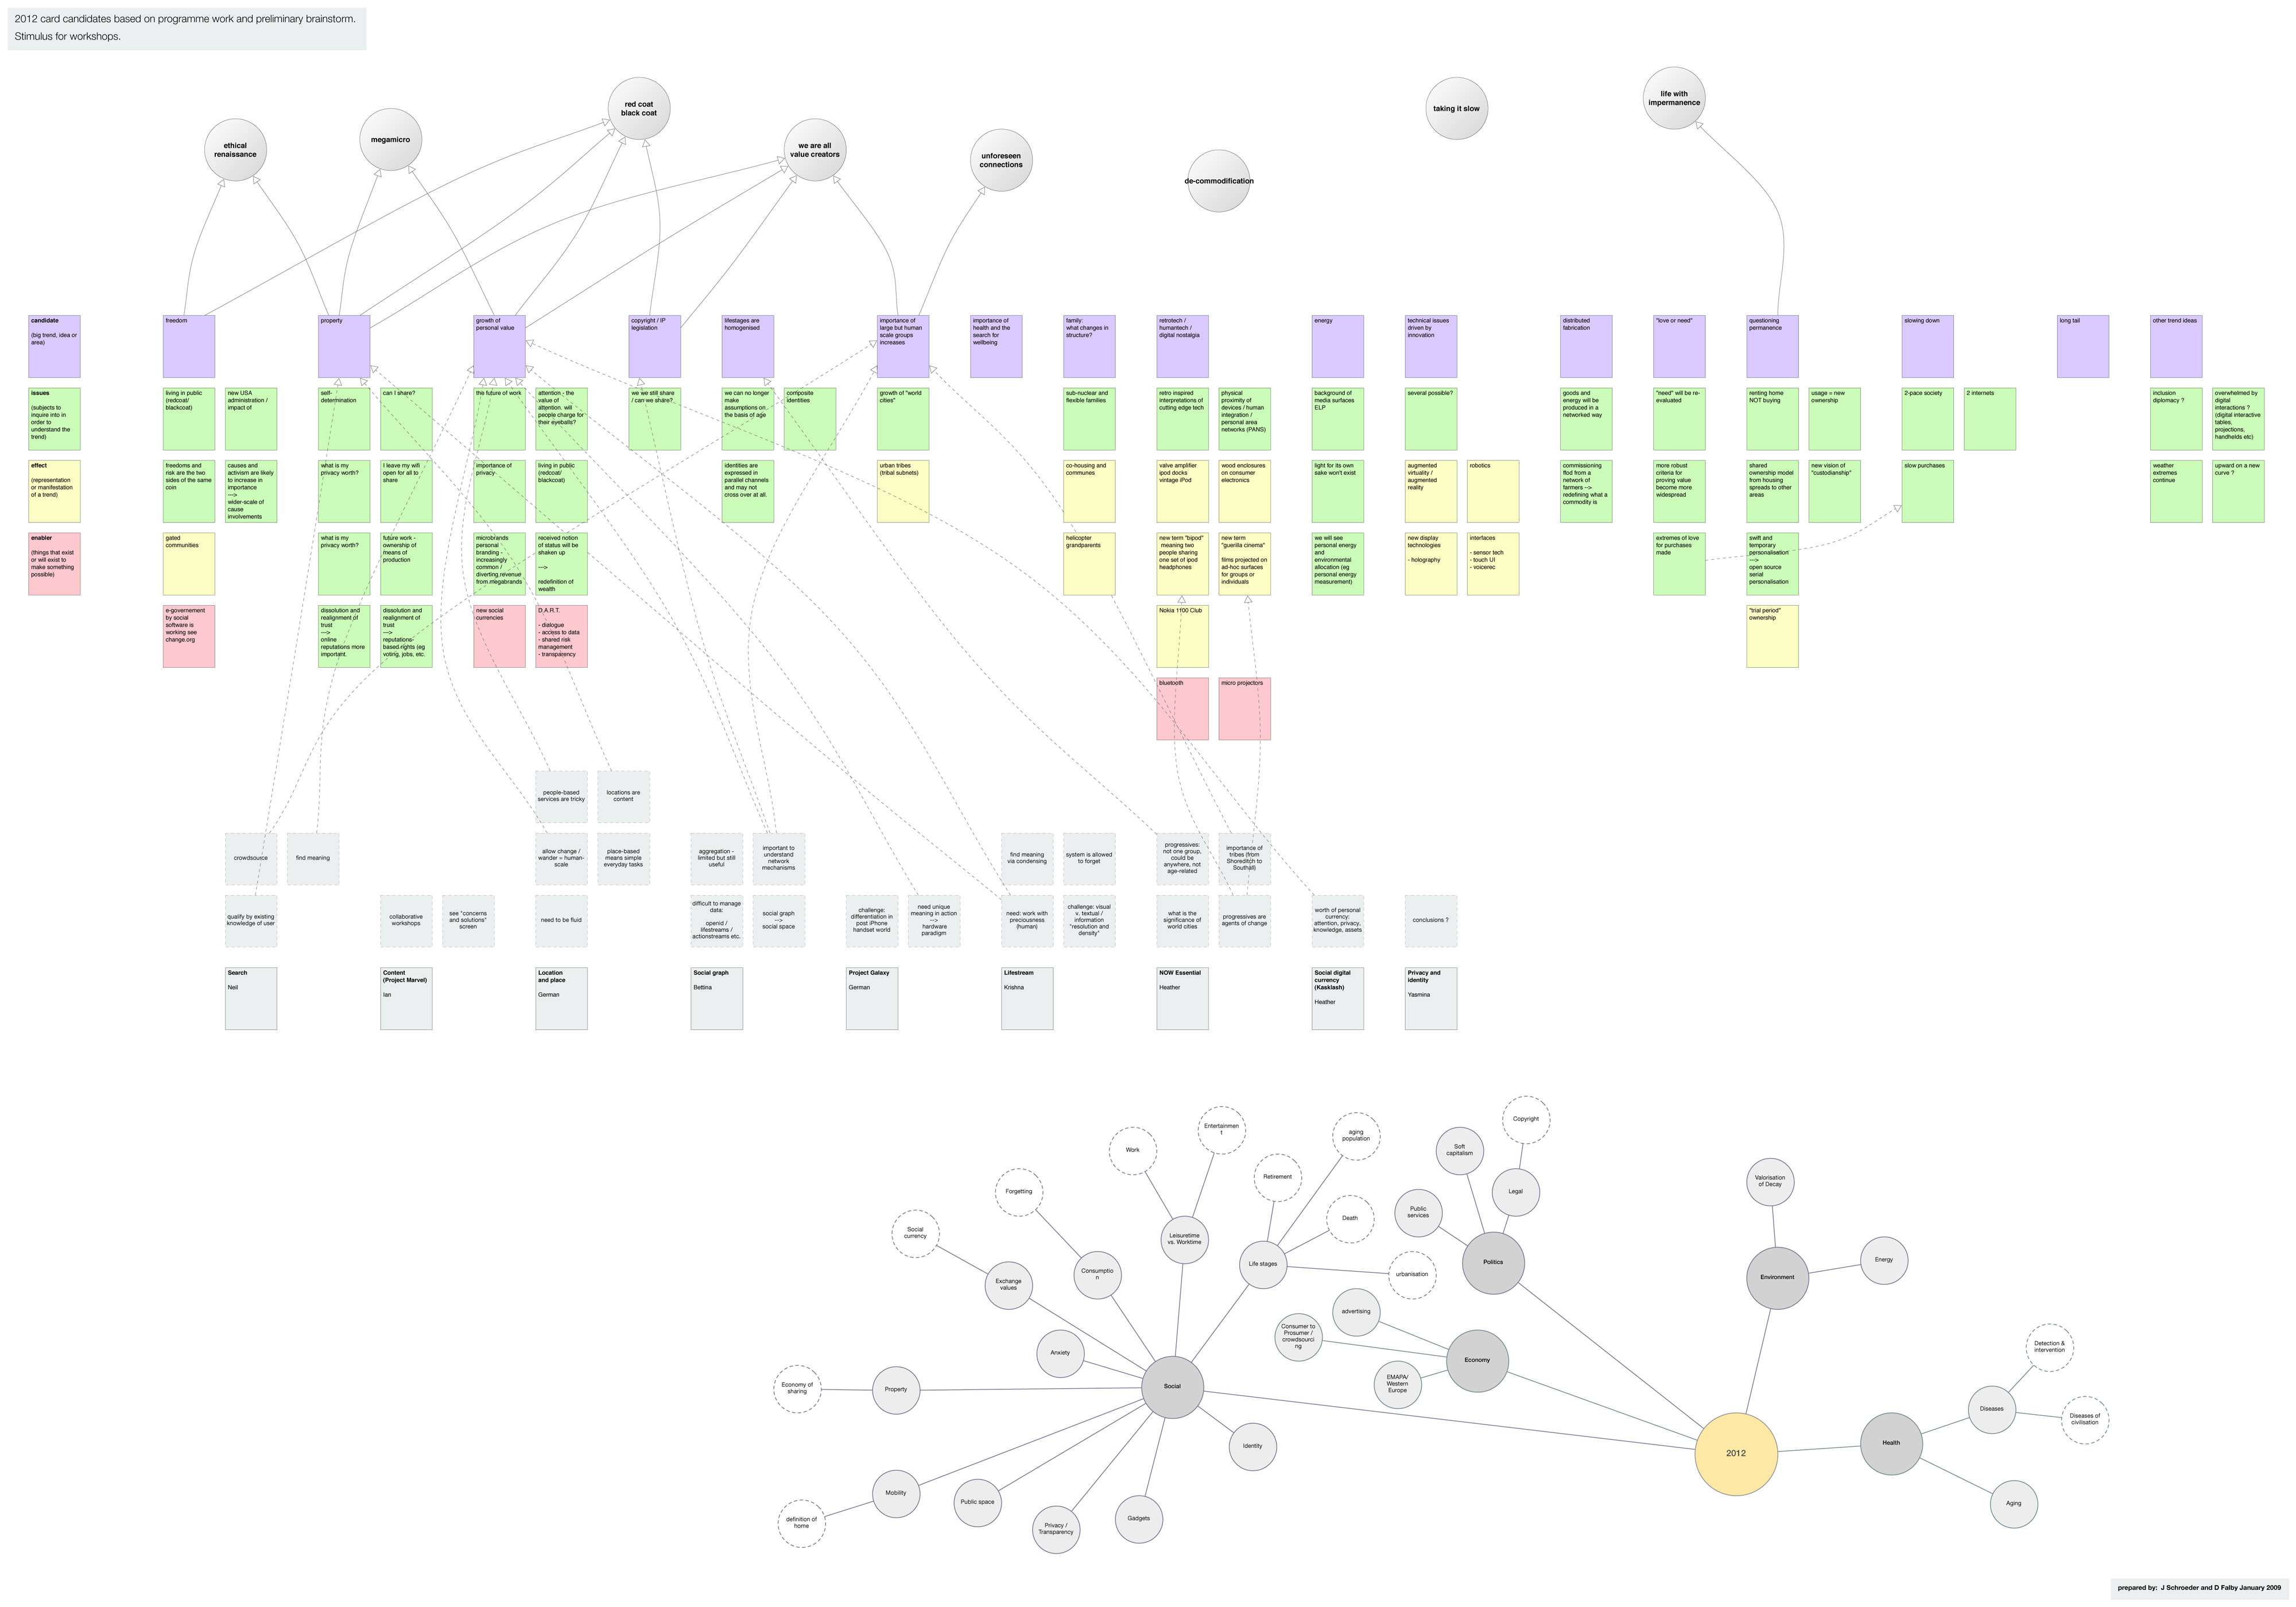 2012 card candidates based on programme work and preliminary brainstorm.
Stimulus for workshops.
red coat
black coat
life with
impermanence
taking it slow
megamicro
ethical
renaissance
we are all
value creators
unforeseen
connections
de-commodification
candidate
(big trend, idea or
area)
freedom
property
growth of
personal value
copyright / IP
legislation
lifestages are
homogenised
importance of
large but human
scale groups
increases
importance of
health and the
search for
wellbeing
family:
what changes in
structure?
retrotech /
humantech /
digital nostalgia
energy
technical issues
driven by
innovation
distributed
fabrication
"love or need"
questioning
permanence
slowing down
long tail
other trend ideas
issues
(subjects to
inquire into in
order to
understand the
trend)
living in public
(redcoat/
blackcoat)
new USA
administration /
impact of
self-
determination
can I share?
the future of work
attention - the
value of
attention. will
people charge for
their eyeballs?
we we still share
/ can we share?
we can no longer
make
assumptions on
the basis of age
composite
identities
growth of "world
cities"
sub-nuclear and
flexible families
retro inspired
interpretations of
cutting edge tech
physical
proximity of
devices / human
integration /
personal area
networks (PANS)
background of
media surfaces
ELP
several possible?
goods and
energy will be
produced in a
networked way
"need" will be re-
evaluated
renting home
NOT buying
usage = new
ownership
2-pace society
2 internets
inclusion
diplomacy ?
overwhelmed by
digital
interactions ?
(digital interactive
tables,
projections,
handhelds etc)
effect
(representation
or manifestation
of a trend)
freedoms and
risk are the two
sides of the same
coin
causes and
activism are likely
to increase in
importance
--->
wider-scale of
cause
involvements
what is my
privacy worth?
I leave my wifi
open for all to
share
importance of
privacy
living in public
(redcoat/
blackcoat)
identities are
expressed in
parallel channels
and may not
cross over at all.
urban tribes
(tribal subnets)
co-housing and
communes
valve amplifier
ipod docks
vintage iPod
wood enclosures
on consumer
electronics
light for its own
sake won't exist
augmented
virtuality /
augmented
reality
robotics
commissioning
ffod from a
network of
farmers -->
redefining what a
commodity is
more robust
criteria for
proving value
become more
widespread
shared
ownership model
from housing
spreads to other
areas
new vision of
"custodianship"
slow purchases
weather
extremes
continue
upward on a new
curve ?
enabler
(things that exist
or will exist to
make something
possible)
gated
communities
what is my
privacy worth?
future work -
ownership of
means of
production
microbrands
personal
branding -
increasingly
common /
diverting revenue
from megabrands
received notion
of status will be
shaken up
--->
redefinition of
wealth
helicopter
grandparents
new term "bipod"
- meaning two
people sharing
one set of ipod
headphones
new term
"guerilla cinema"
films projected on
ad-hoc surfaces
for groups or
individuals
we will see
personal energy
and
environmental
allocation (eg
personal energy
measurement)
new display
technologies
- holography
interfaces
- sensor tech
- touch UI
- voicerec
extremes of love
for purchases
made
swift and
temporary
personalisation
--->
open source
serial
personalisation
e-governement
by social
software is
working see
change.org
dissolution and
realignment of
trust
--->
online
reputations more
important.
dissolution and
realignment of
trust
--->
reputations-
based rights (eg
voting, jobs, etc.
new social
currencies
D.A.R.T.
- dialogue
- access to data
- shared risk
management
- transparency
Nokia 1100 Club
"trial period"
ownership
bluetooth
micro projectors
people-based
services are tricky
locations are
content
crowdsource
find meaning
allow change /
wander = human-
scale
place-based
means simple
everyday tasks
aggregation -
limited but still
useful
important to
understand
network
mechanisms
find meaning
via condensing
system is allowed
to forget
progressives:
not one group,
could be
anywhere, not
age-related
importance of
tribes (from
Shoreditch to
Southall)
qualify by existing
knowledge of user
collaborative
workshops
see "concerns
and solutions"
screen
need to be fluid
difficult to manage
data:
openid /
lifestreams /
actionstreams etc.
social graph
-->
social space
challenge:
differentiation in
post iPhone
handset world
need unique
meaning in action
-->
hardware
paradigm
need: work with
preciousness
(human)
challenge: visual
v. textual /
information
"resolution and
density"
what is the
significance of
world cities
progressives are
agents of change
worth of personal
currency:
attention, privacy,
knowledge, assets
conclusions ?
Search
Neil
Content
(Project Marvel)
Ian
Location
and place
German
Social graph
Bettina
Project Galaxy
German
Lifestream
Krishna
NOW Essential
Heather
Social digital
currency
(Kasklash)
Heather
Privacy and
identity
Yasmina
Copyright
Entertainmen
t
aging
population
Work
Soft
capitalism
Retirement
Valorisation
of Decay
Forgetting
Legal
Public
services
Death
Social
currency
Leisuretime
vs. Worktime
Life stages
Politics
Energy
urbanisation
Consumptio
n
Environment
Exchange
values
advertising
Consumer to
Prosumer /
crowdsourci
ng
Detection &
intervention
Anxiety
Economy
EMAPA/
Western
Europe
Social
Economy of
sharing
Property
Diseases
Diseases of
civilisation
Identity
Health
2012
Mobility
Public space
Aging
Gadgets
definition of
home
Privacy /
Transparency
prepared by: J Schroeder and D Falby January 2009